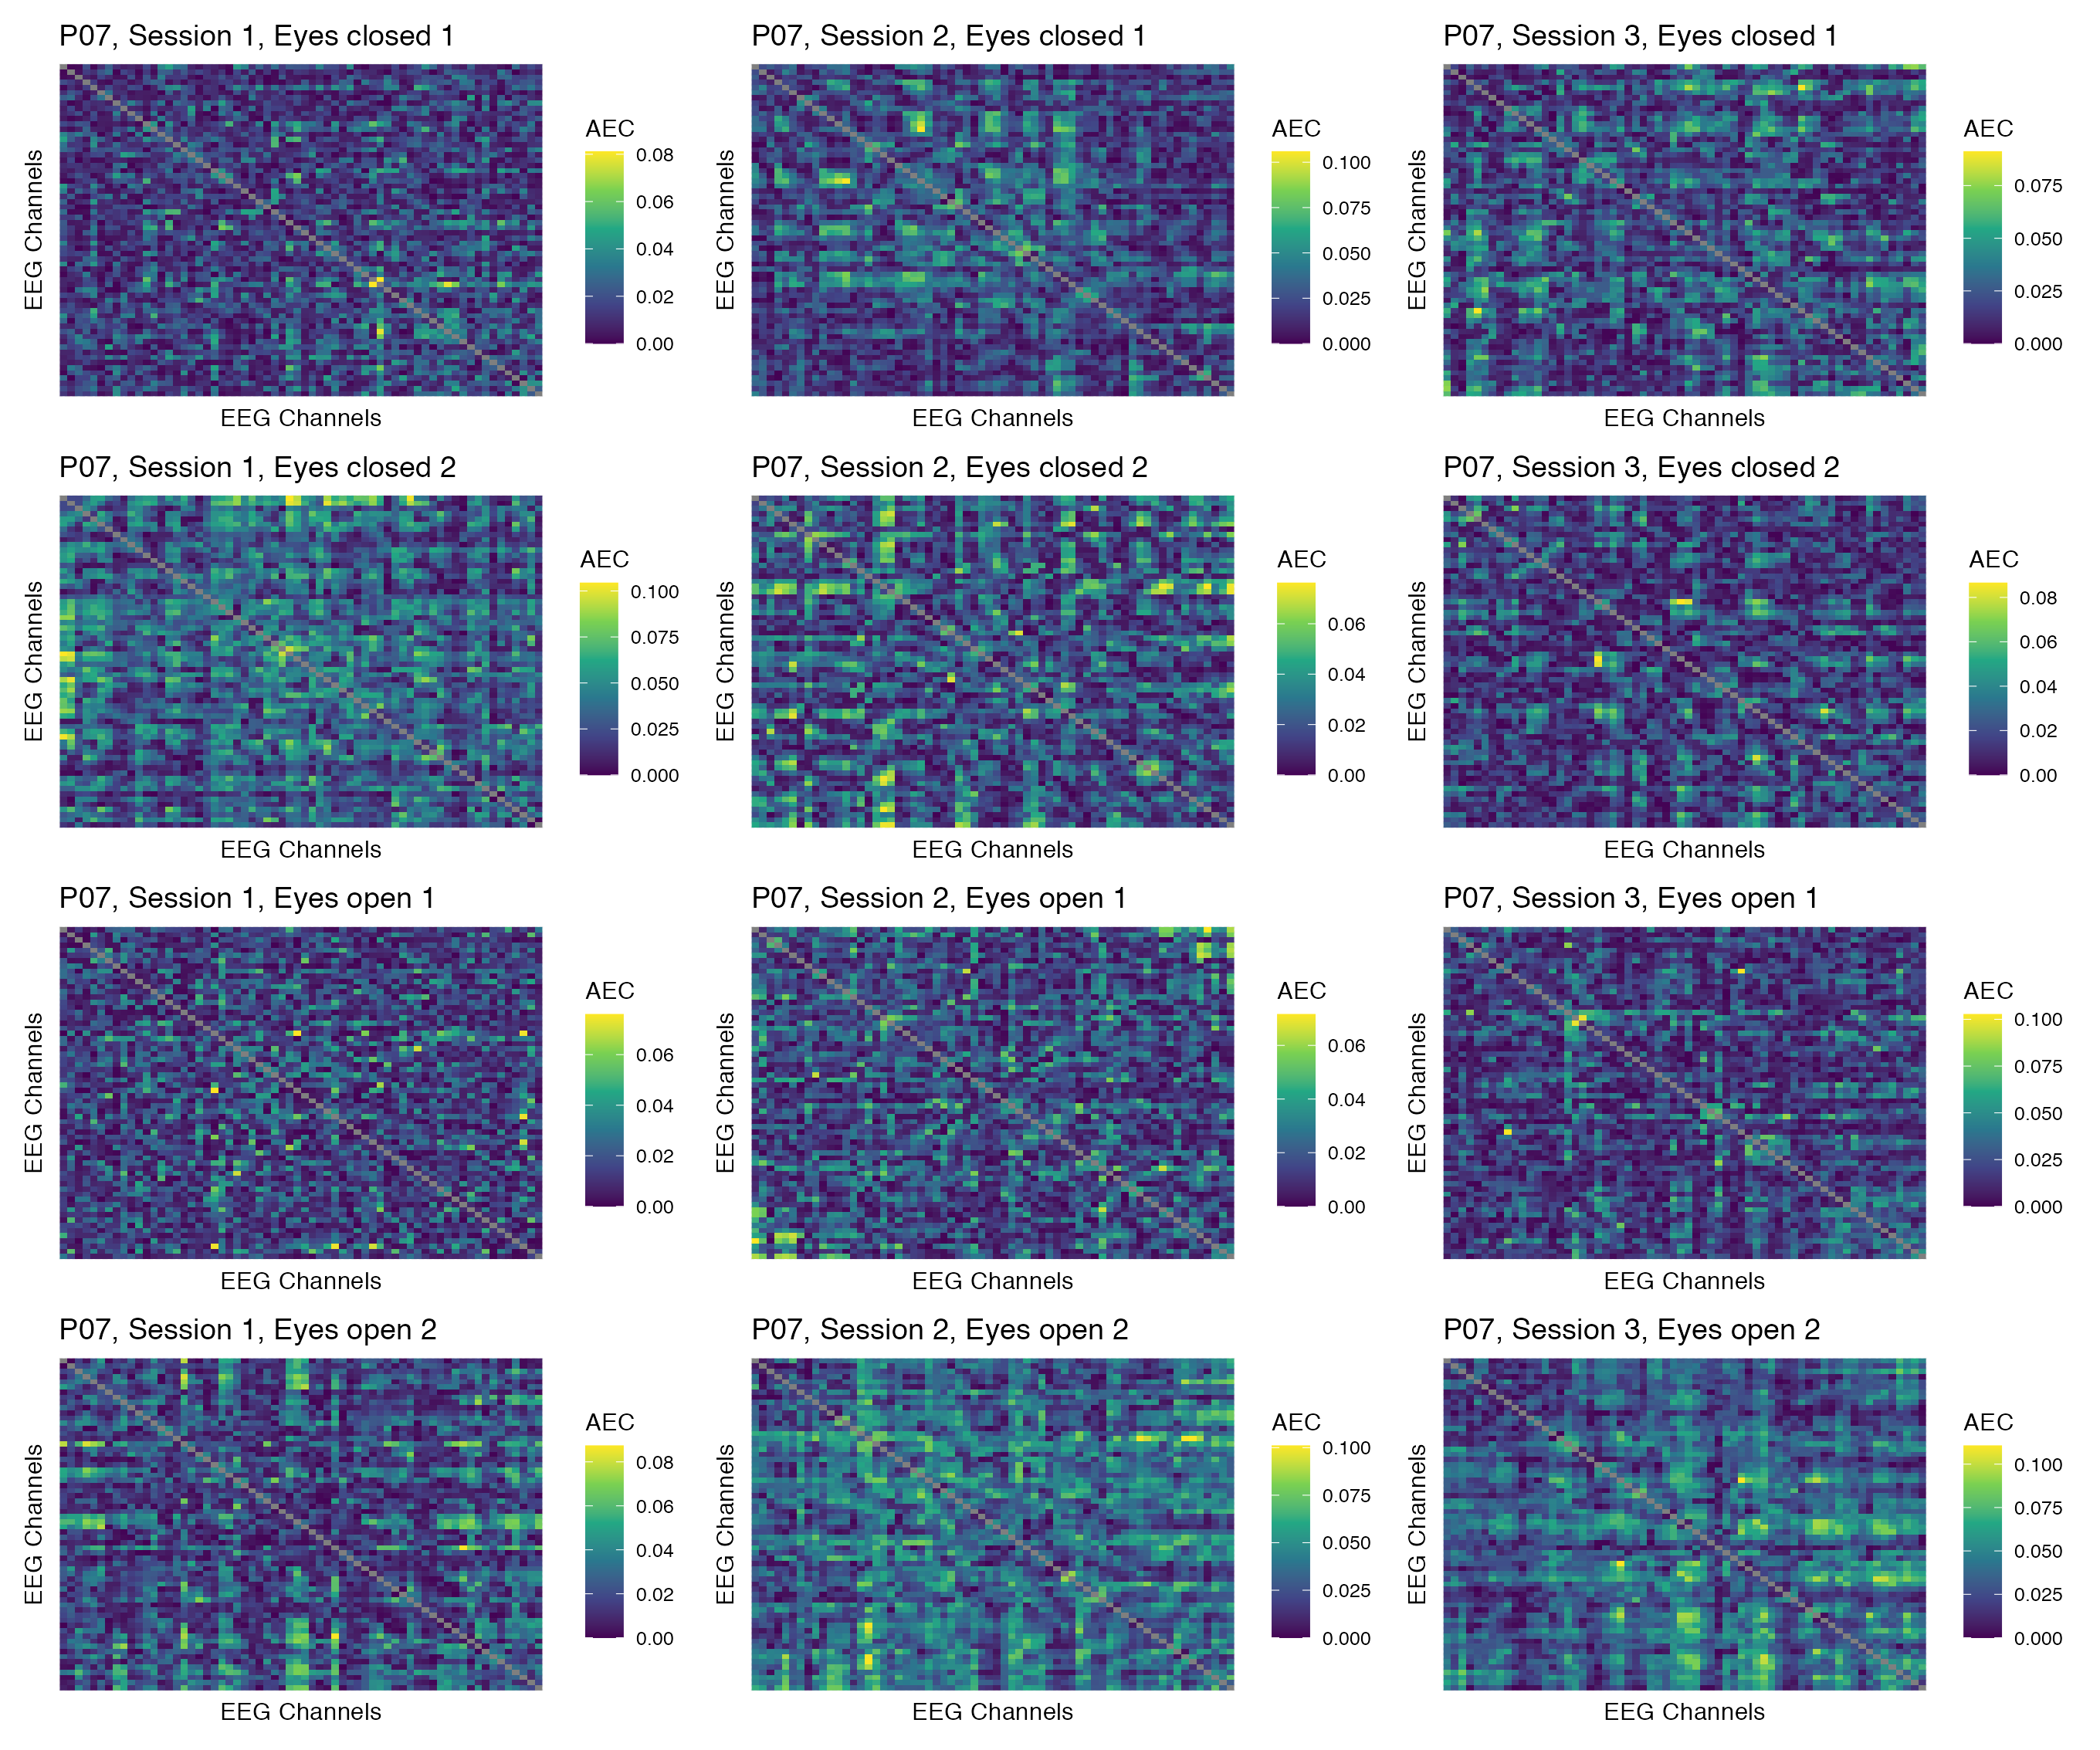 P07, Session 1, Eyes closed 1
EEG Channels
EEG Channels
AEC
0.08
0.06
0.04
0.02
0.00
P07, Session 2, Eyes closed 1
EEG Channels
EEG Channels
AEC
0.100
0.075
0.050
0.025
0.000
P07, Session 3, Eyes closed 1
EEG Channels
EEG Channels
AEC
0.075
0.050
0.025
0.000
P07, Session 1, Eyes closed 2
EEG Channels
EEG Channels
AEC
0.100
0.075
0.050
0.025
0.000
P07, Session 2, Eyes closed 2
EEG Channels
EEG Channels
AEC
0.06
0.04
0.02
0.00
P07, Session 3, Eyes closed 2
EEG Channels
EEG Channels
AEC
0.08
0.06
0.04
0.02
0.00
P07, Session 1, Eyes open 1
EEG Channels
EEG Channels
AEC
0.06
0.04
0.02
0.00
P07, Session 2, Eyes open 1
EEG Channels
EEG Channels
AEC
0.06
0.04
0.02
0.00
P07, Session 3, Eyes open 1
EEG Channels
EEG Channels
AEC
0.100
0.075
0.050
0.025
0.000
P07, Session 1, Eyes open 2
EEG Channels
EEG Channels
AEC
0.08
0.06
0.04
0.02
0.00
P07, Session 2, Eyes open 2
EEG Channels
EEG Channels
AEC
0.100
0.075
0.050
0.025
0.000
P07, Session 3, Eyes open 2
EEG Channels
EEG Channels
AEC
0.100
0.075
0.050
0.025
0.000